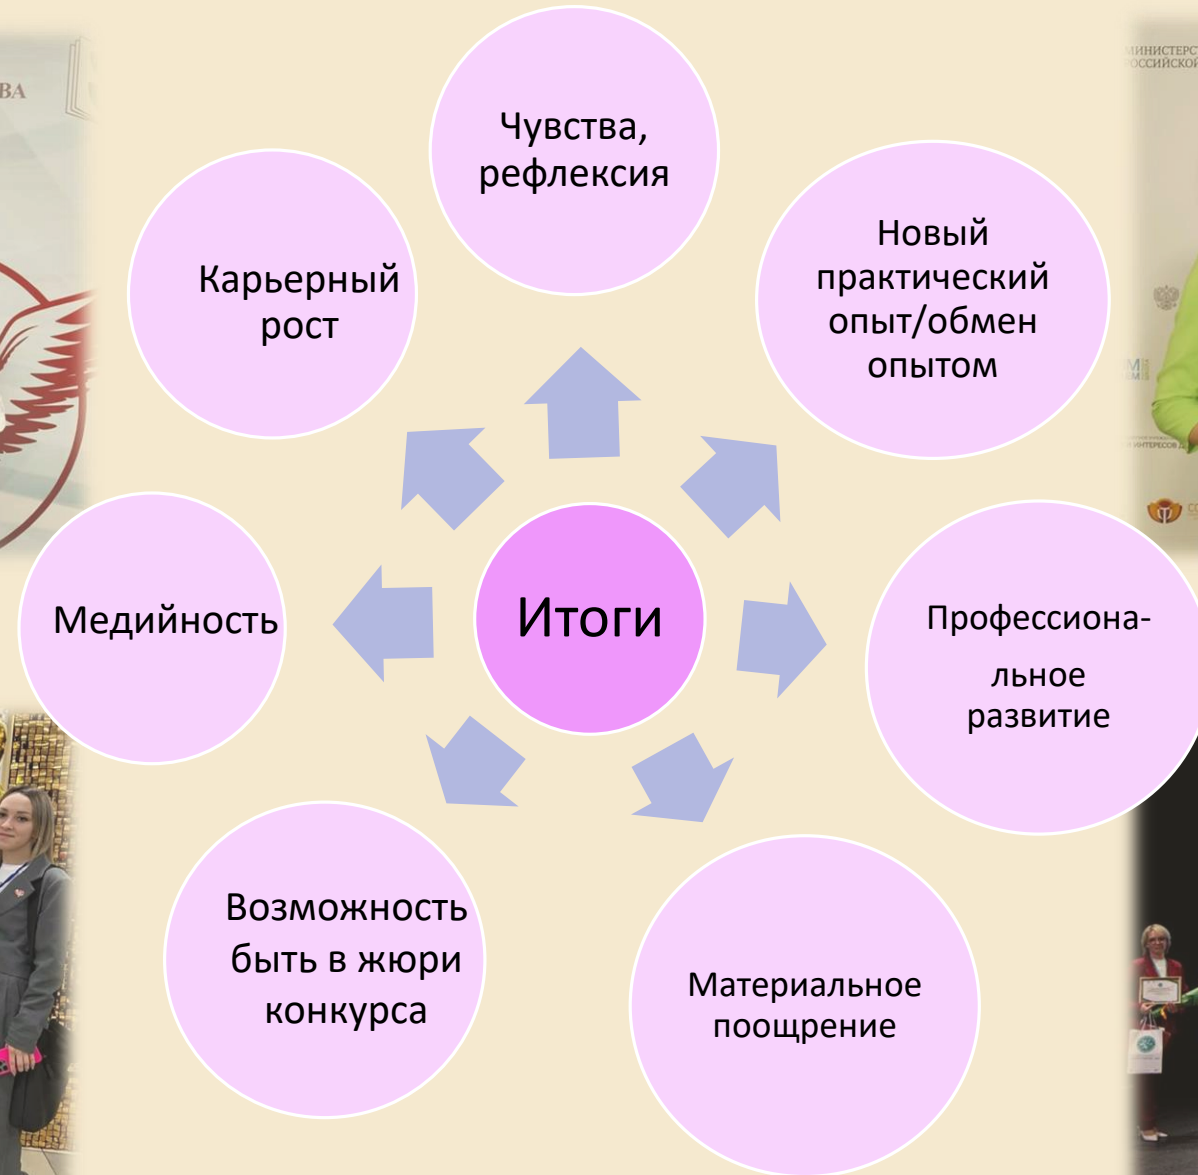 Чувства,
рефлексия
Новый
практический
опыт/обмен
опытом
Профессиона-
льное
развитие
Материальное
поощрение
Возможность
быть в жюри
конкурса
Медийность
Карьерный
рост
Итоги